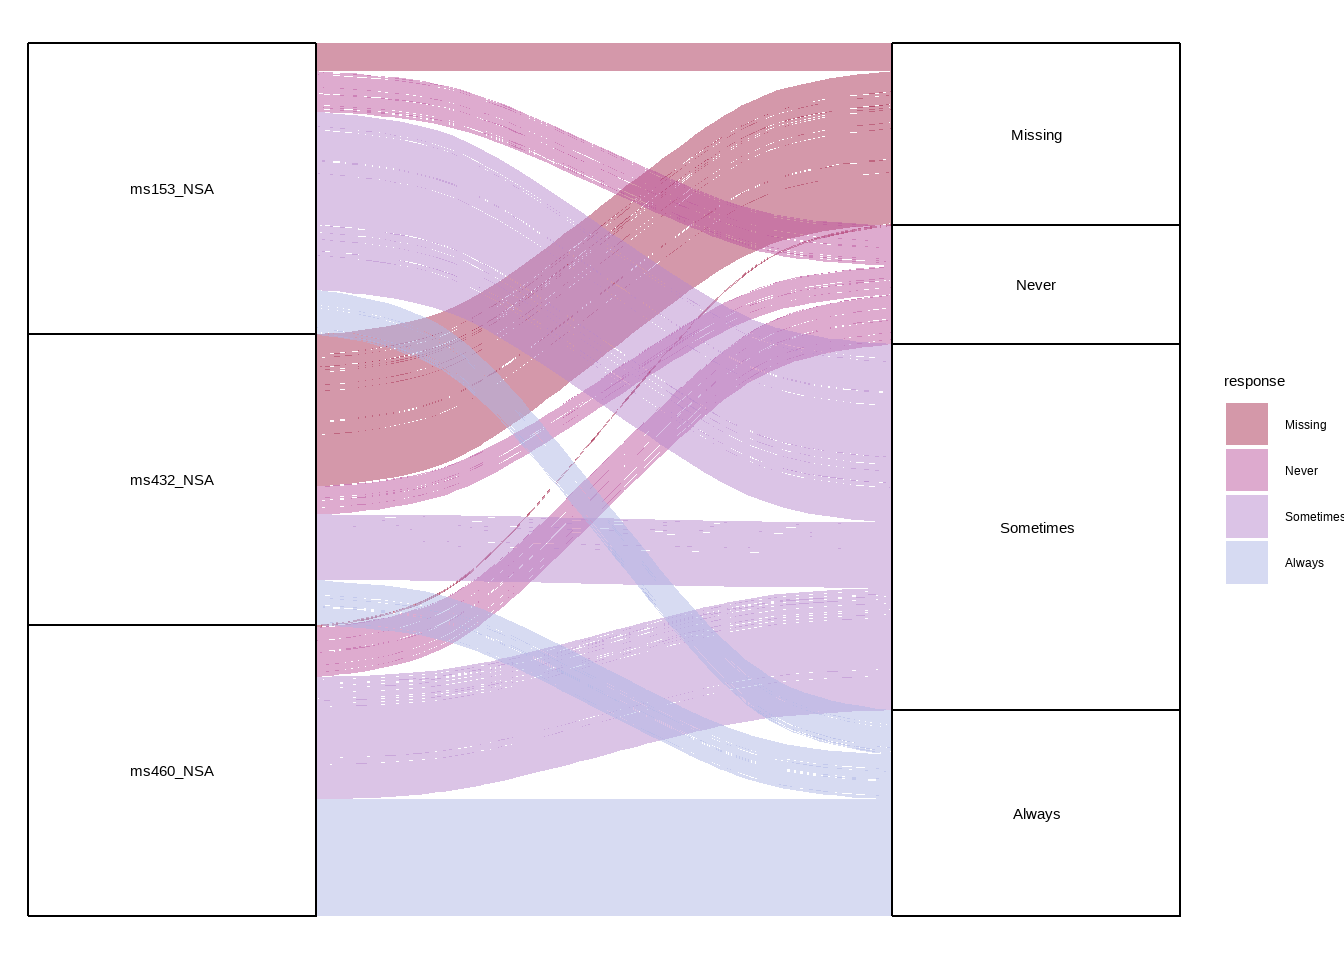 ms153_NSA
ms432_NSA
ms460_NSA
Missing
Never
Sometimes
Always
response
Missing
Never
Sometimes
Always